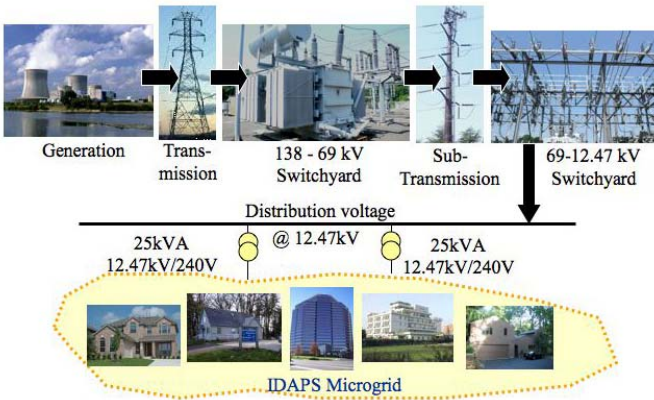 Generation
Trans-
mission
138 - 69 kV
Switchyard
Sub-
Transmission
69-12.47 kV
Switchyard
Distribution voltage
@ 12.47kV
25kVA
12.47kV/240V
25kVA
12.47kV/240V
IDAPS Microgrid